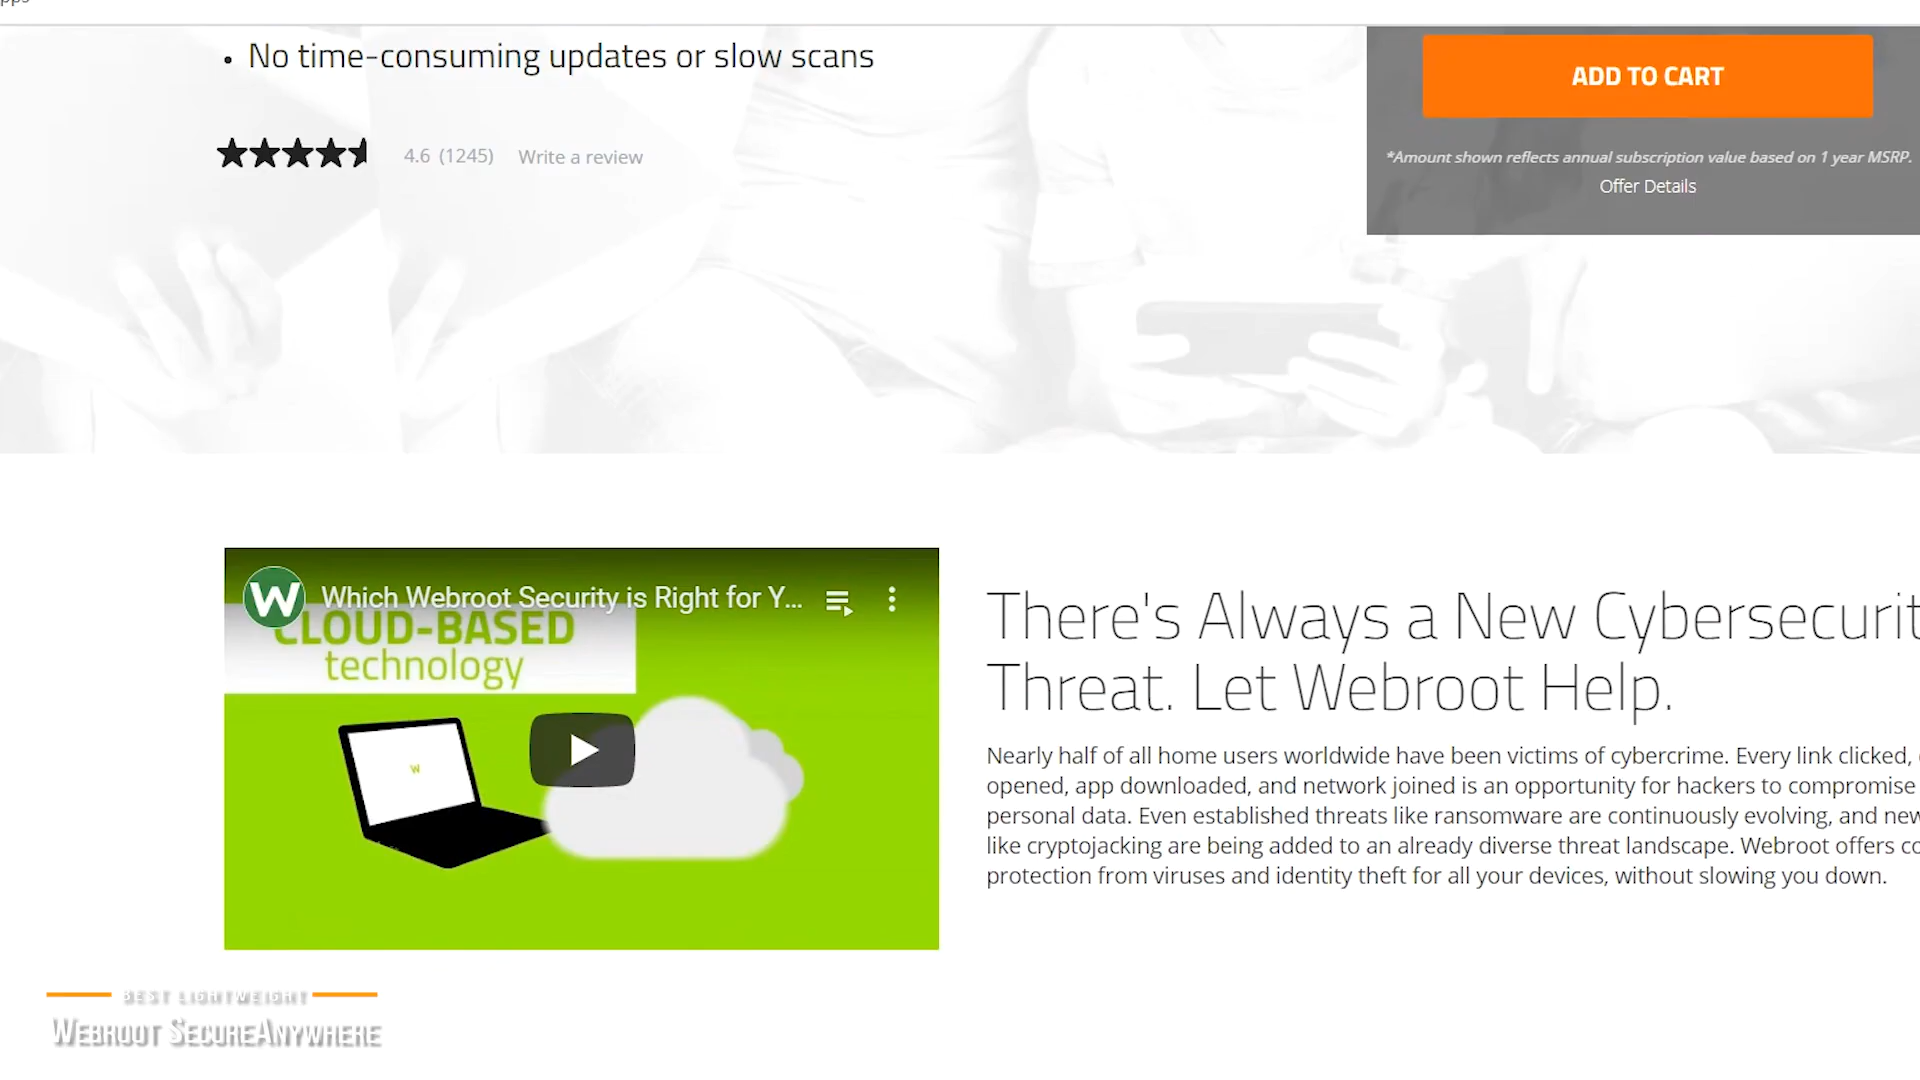 No time-consuming updates or slow scans
ADD TO CART
4.6 (1245) Write a review
*Amount shown reflects annual subscription value based on 1 year MSRP.
Offer Details
W Which Webroot Security is Right for Y...
CLOUD-BASED
technology
W
There's Always a New Cybersecurit
Threat. Let Webroot Help.
Nearly half of all home users worldwide have been victims of cybercrime. Every link clicked,
opened, app downloaded, and network joined is an opportunity for hackers to compromise
personal data. Even established threats like ransomware are continuously evolving, and new
like cryptojacking are being added to an already diverse threat landscape. Webroot offers co
protection from viruses and identity theft for all your devices, without slowing you down.
BEST LIGHTWEIGHT
WEBROOT SECUREANYWHERE